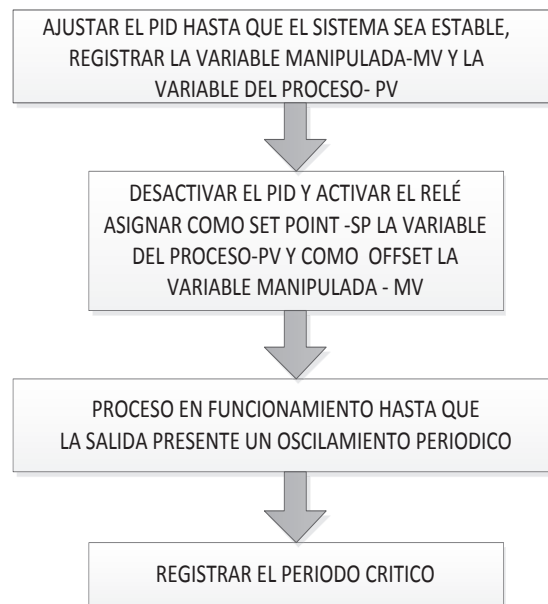 AJUSTAR EL PID HASTA QUE EL SISTEMA SEA ESTABLE,
REGISTRAR LA VARIABLE MANIPULADA-MV Y LA
VARIABLE DEL PROCESO- PV
DESACTIVAR EL PID Y ACTIVAR EL RELÉ
ASIGNAR COMO SET POINT -SP LA VARIABLE
DEL PROCESO-PV Y COMO OFFSET LA
VARIABLE MANIPULADA - MV
PROCESO EN FUNCIONAMIENTO HASTA QUE
LA SALIDA PRESENTE UN OSCILAMIENTO PERIODICO
REGISTRAR EL PERIODO CRITICO